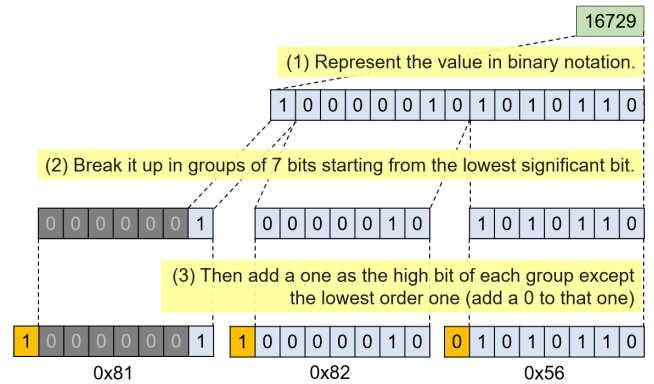 16729
(1) Represent the value in binary notation.
1 0 0 0 0 0 1 0 1 0 1 0 1 1 0
(2) Break it up in groups of 7 bits starting from the lowest significant bit.
0 0 0 0 0 0 1 0 0 0 0 0 1 0 1 0 1 0 1 1 0
(3) Then add a one as the high bit of each group except
the lowest order one (add a 0 to that one)
1 0 0 0 0 0 0 1 1 0 0 0 0 0 1 0 0 1 0 1 0 1 1 0
0x81 0x82 0x56